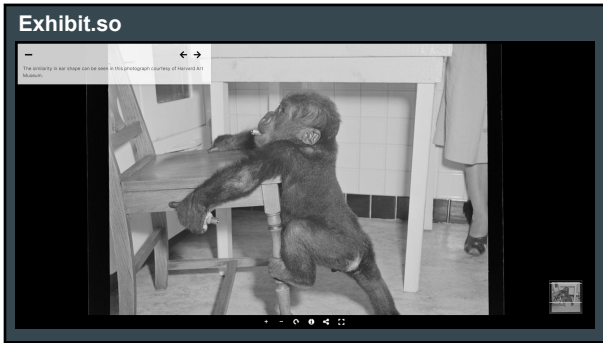 Exhibit.so
The similarity in ear shape can be seen in this photograph courtesy of Harvard Art
Museum.